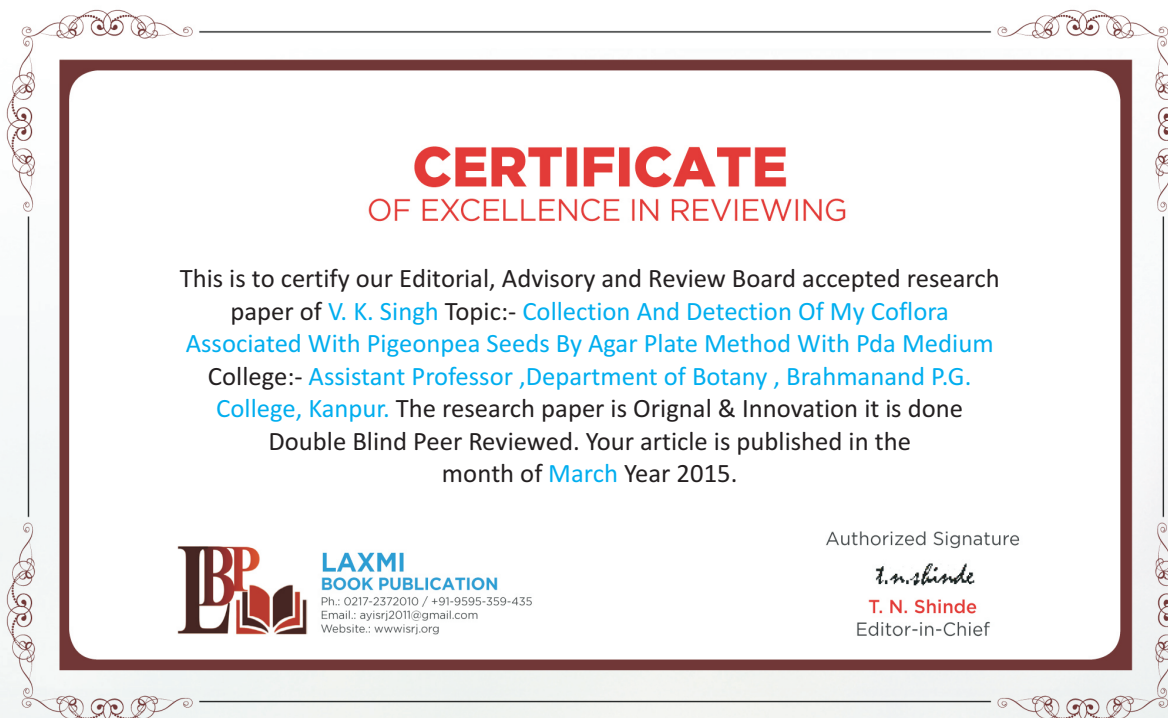 CERTIFICATE
OF EXCELLENCE IN REVIEWING
This is to certify our Editorial, Advisory and Review Board accepted research
paper of V. K. Singh Topic:- Collection And Detection Of My Coflora
Associated With Pigeonpea Seeds By Agar Plate Method With Pda Medium
College:- Assistant Professor ,Department of Botany , Brahmanand P.G.
College, Kanpur. The research paper is Orignal & Innovation it is done
Double Blind Peer Reviewed. Your article is published in the
month of March Year 2015.
LBP
LAXMI
BOOK PUBLICATION
Ph.: 0217-2372010 / +91-9595-359-435
Email.: ayisrj2011@gmail.com
Website.: wwwisrj.org
Authorized Signature
t.n.shinde
T. N. Shinde
Editor-in-Chief